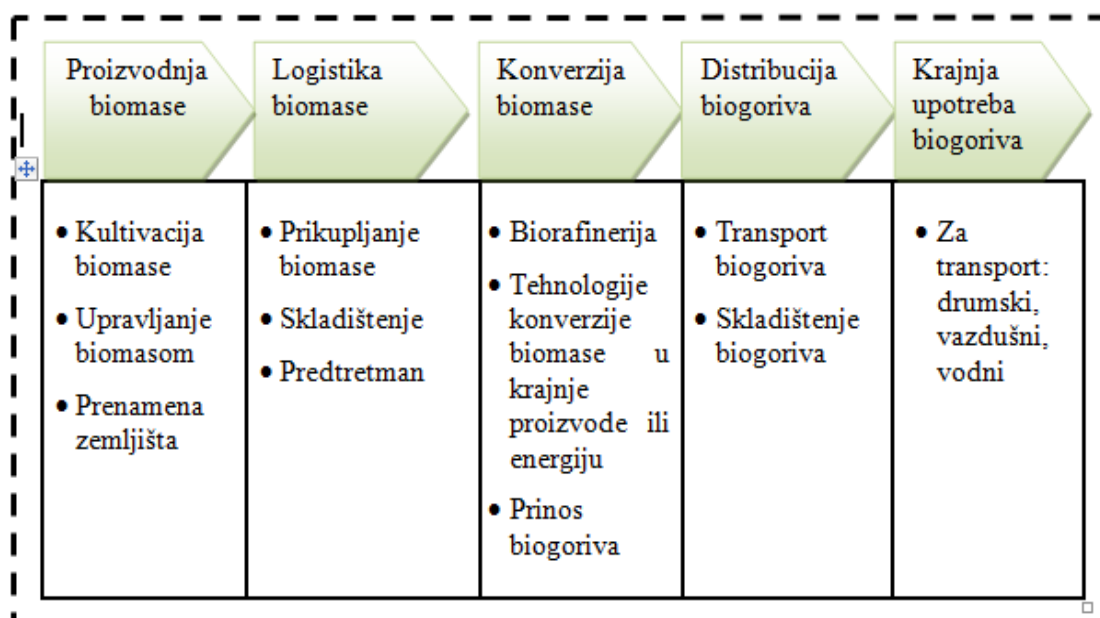 Proizvodnja
biomase
Logistika
biomase
Konverzija
biomase
Distribucija
biogoriva
Krajnja
upotreba
biogoriva
• Kultivacija
biomase
• Upravljanje
biomasom
• Prenamena
zemljišta
• Prikupljanje
biomase
• Skladištenje
• Predtretman
• Biorafinerija
• Tehnologije
konverzije
biomase u
krajnje
proizvode ili
energiju
• Prinos
biogoriva
• Transport
biogoriva
• Skladištenje
biogoriva
• Za
transport:
drumski,
vazdušni,
vodni